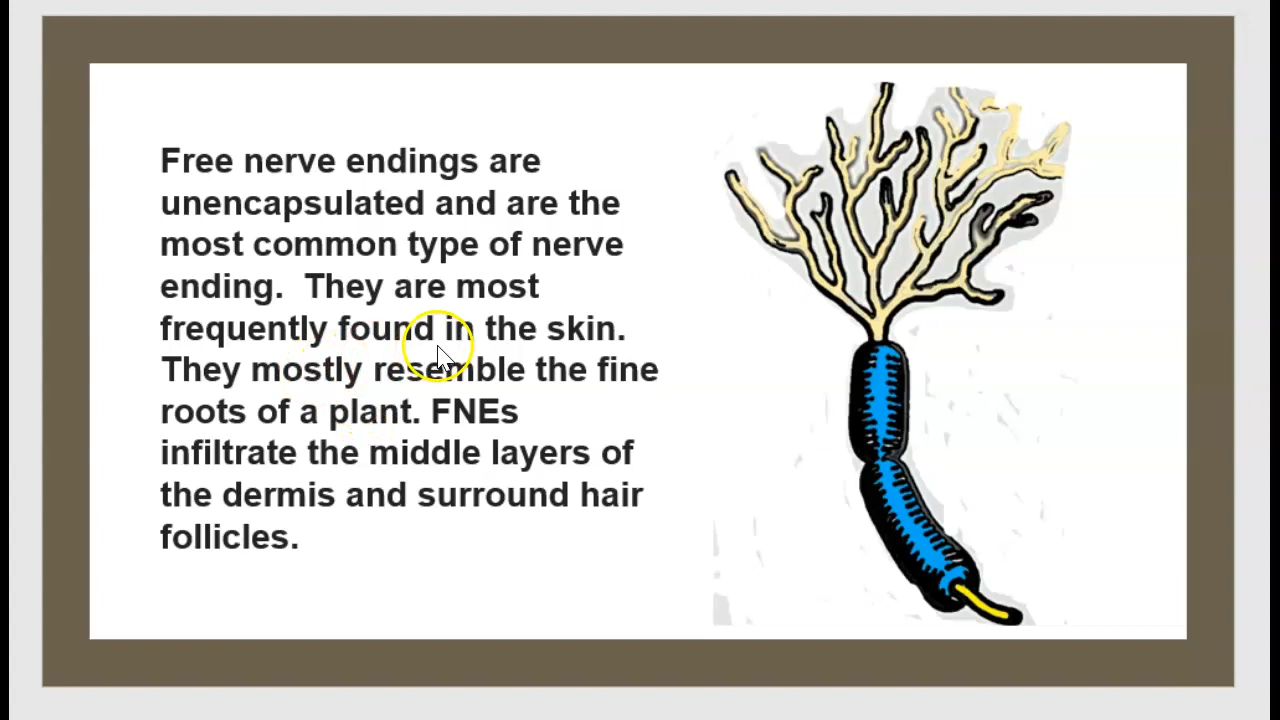 Free nerve endings are
unencapsulated and are the
most common type of nerve
ending.  They are most
frequently found in the skin.
They mostly resemble the fine
roots of a plant. FNEs
infiltrate the middle layers of
the dermis and surround hair
follicles.